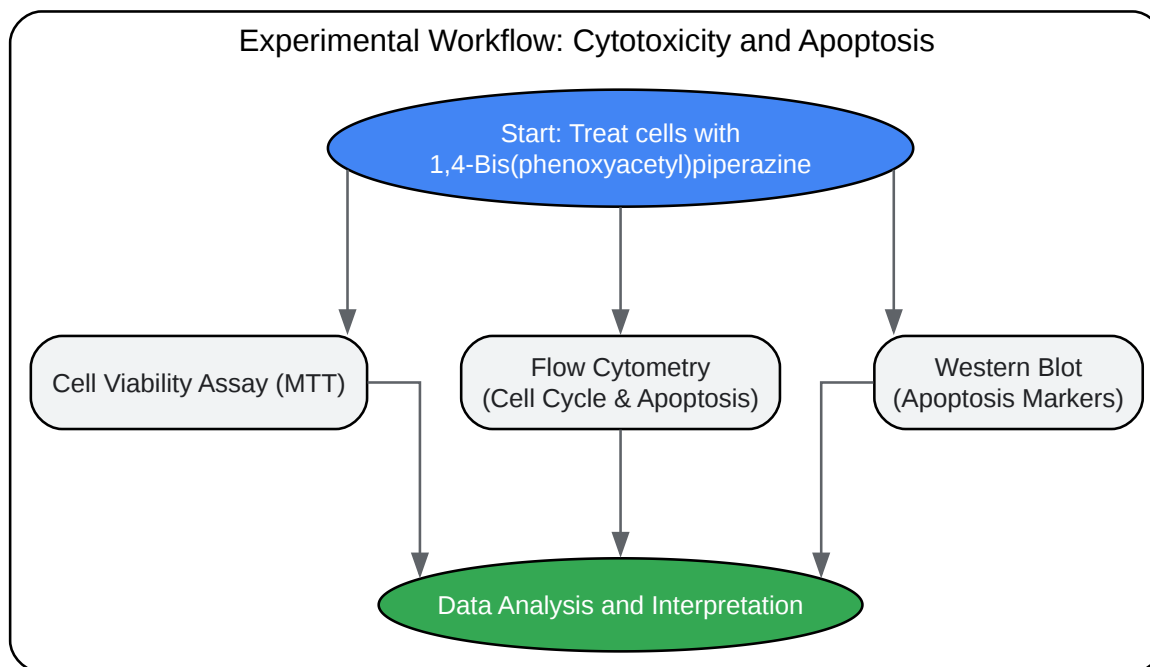 Experimental Workflow: Cytotoxicity and Apoptosis
Start: Treat cells with
1,4-Bis(phenoxyacetyl)piperazine
Cell Viability Assay (MTT)
Flow Cytometry
(Cell Cycle & Apoptosis)
Western Blot
(Apoptosis Markers)
Data Analysis and Interpretation